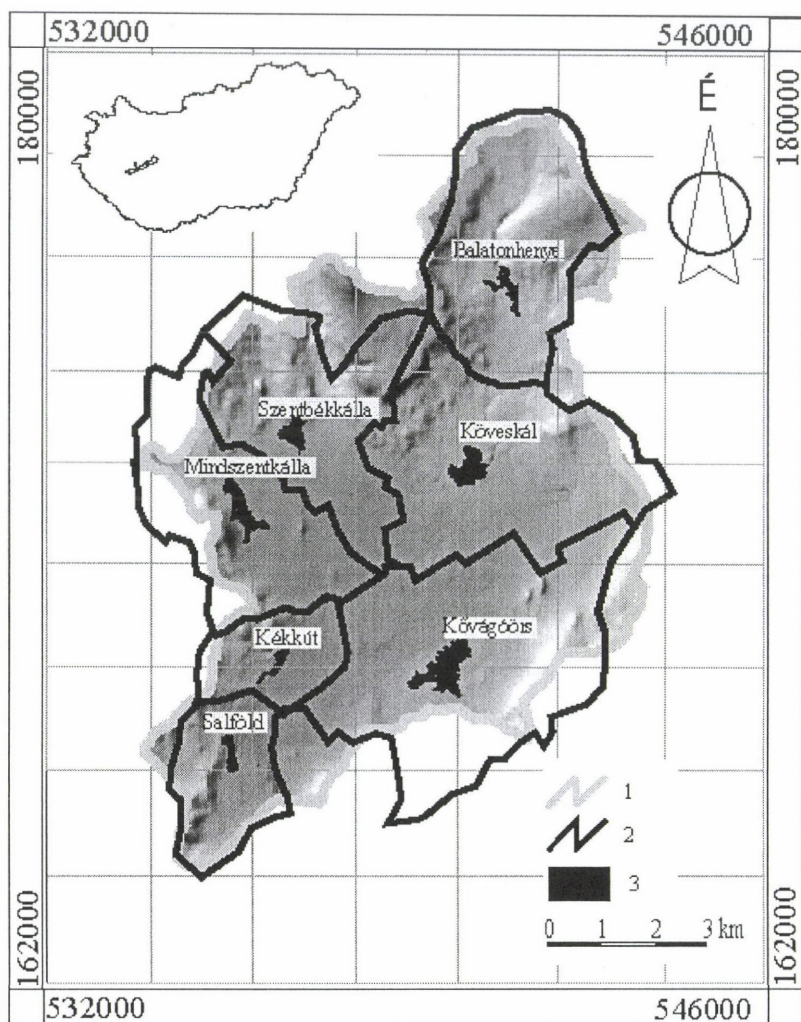 532000 546000
180000
180000
É
Balatonhenye
Szentbékkálla
Köveskál
Mindszentkálla
Kővágóörs
Kékkút
Salföld
1
2
3
0 1 2 3 km
162000
162000
532000 546000